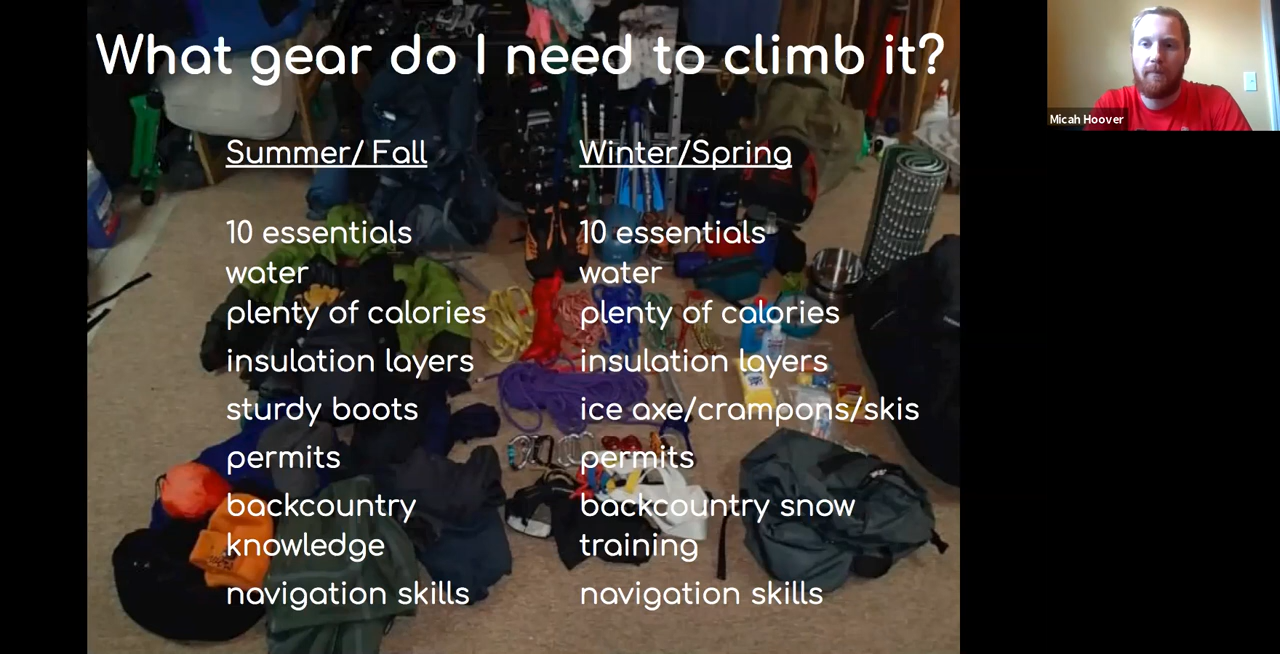 What gear do I need to climb it?
Summer/ Fall
10 essentials
water
plenty of calories
insulation layers
sturdy boots
permits
backcountry
knowledge
navigation skills
Winter/Spring
10 essentials
water
plenty of calories
insulation layers
ice axe/crampons/skis
permits
backcountry snow
training
navigation skills
Micah Hoover